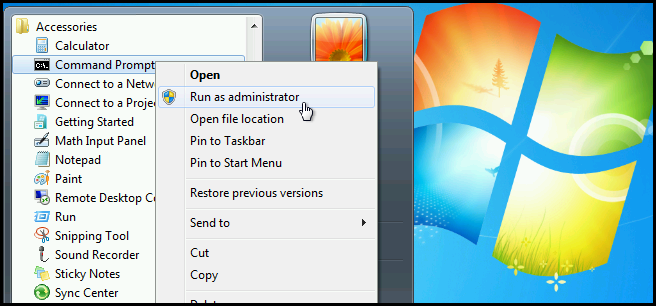 Accessories
Calculator
Command Prompt
Connect to a Netw
Connect to a Projec
Getting Started
Math Input Panel
Notepad
Paint
Remote Desktop Co
Run
Snipping Tool
Sound Recorder
Sticky Notes
Sync Center
Open
Run as administrator
Open file location
Pin to Taskbar
Pin to Start Menu
Restore previous versions
Send to
Cut
Copy